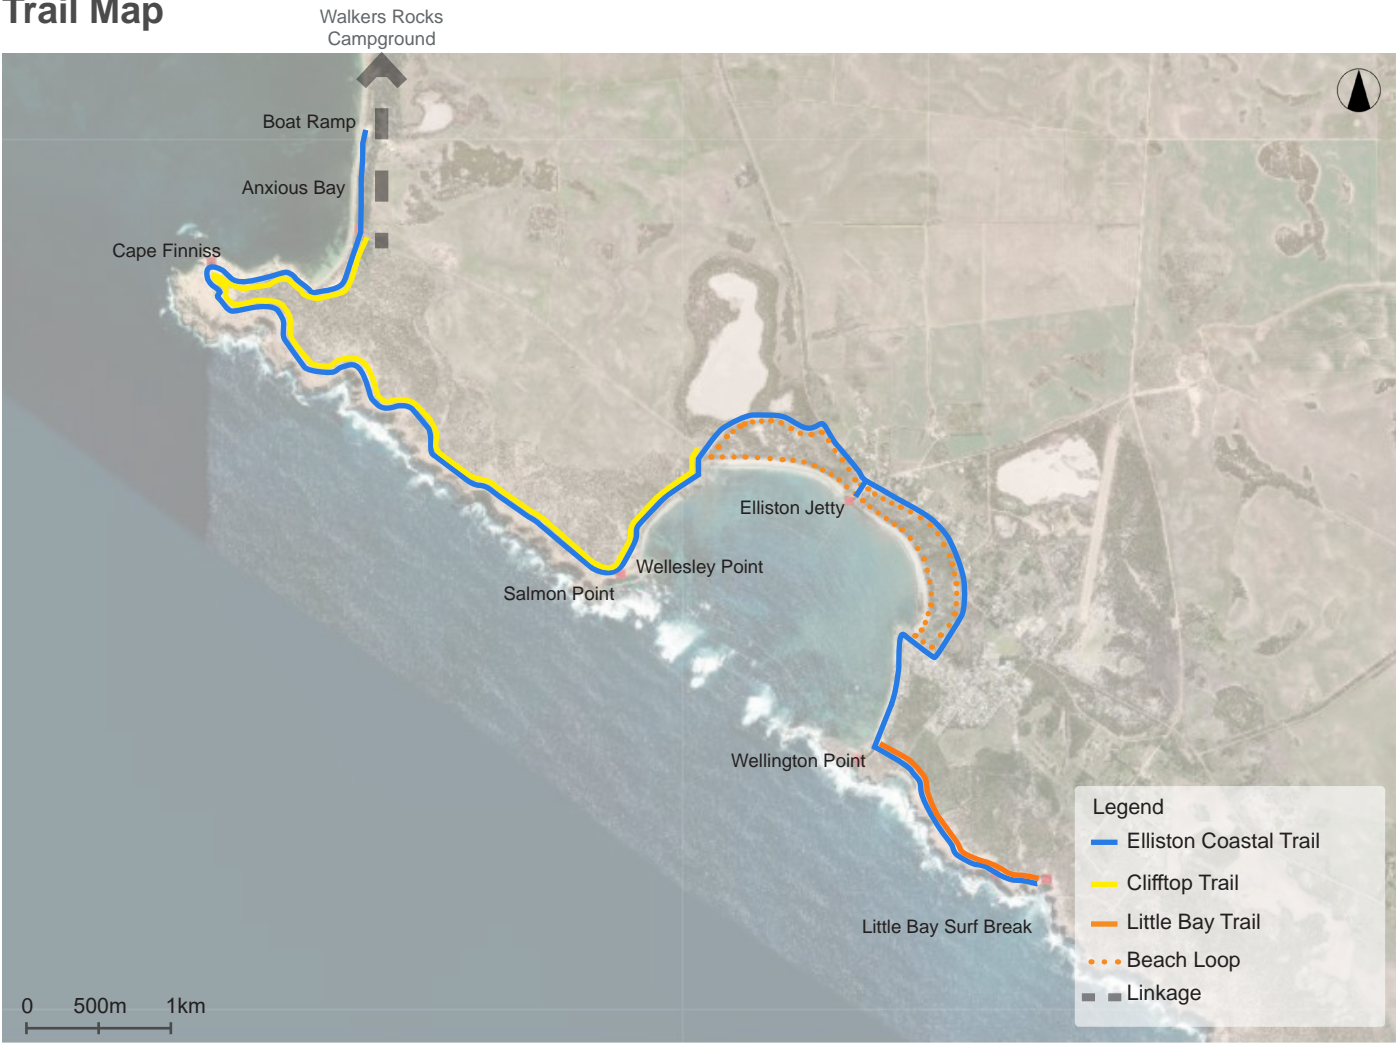 Trail Map
Walkers Rocks
Campground
Boat Ramp
Anxious Bay
Cape Finniss
Elliston Jetty
Wellesley Point
Salmon Point
Wellington Point
Little Bay Surf Break
Legend
Elliston Coastal Trail
Clifftop Trail
Little Bay Trail
Beach Loop
Linkage
0 500m 1km